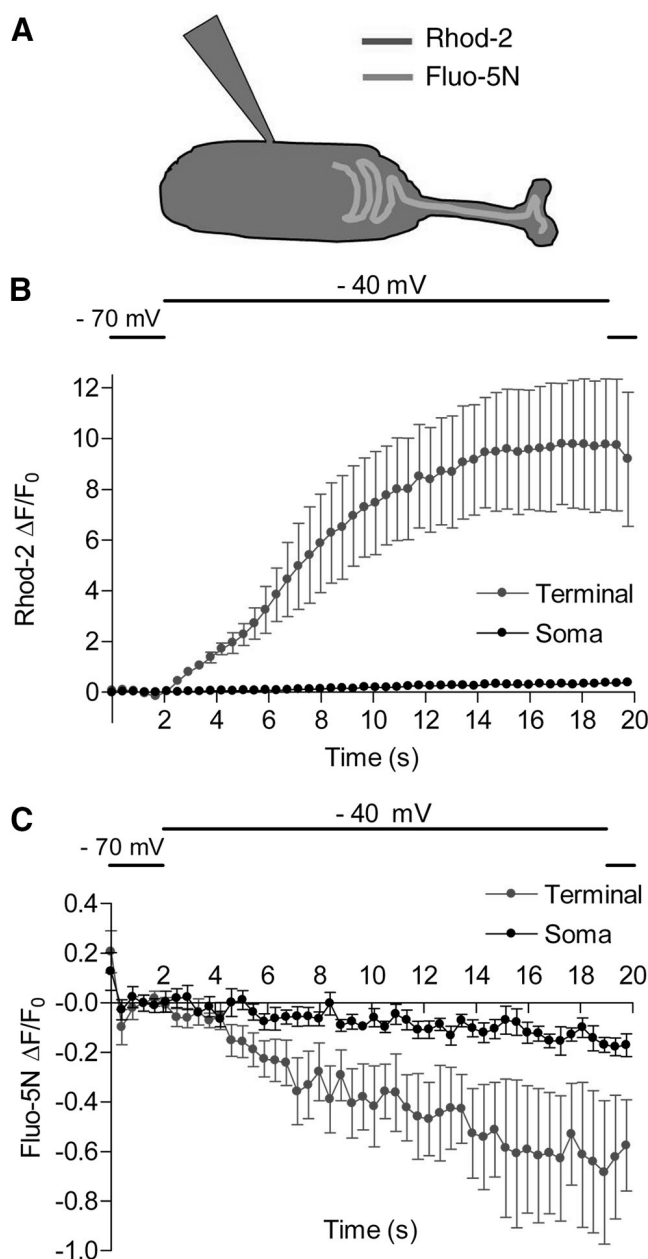 A
Rhod-2
Fluo-5N
B
- 40 mV
- 70 mV
12
10
8
6
4
2
0
Rhod-2 ΔF/F0
Terminal
Soma
2 4 6 8 10 12 14 16 18 20
Time (s)
C
- 40 mV
- 70 mV
0.4
0.2
-0.0
-0.2
-0.4
-0.6
-0.8
-1.0
Fluo-5N ΔF/F0
Terminal
Soma
2 4 6 8 10 12 14 16 18 20
Time (s)